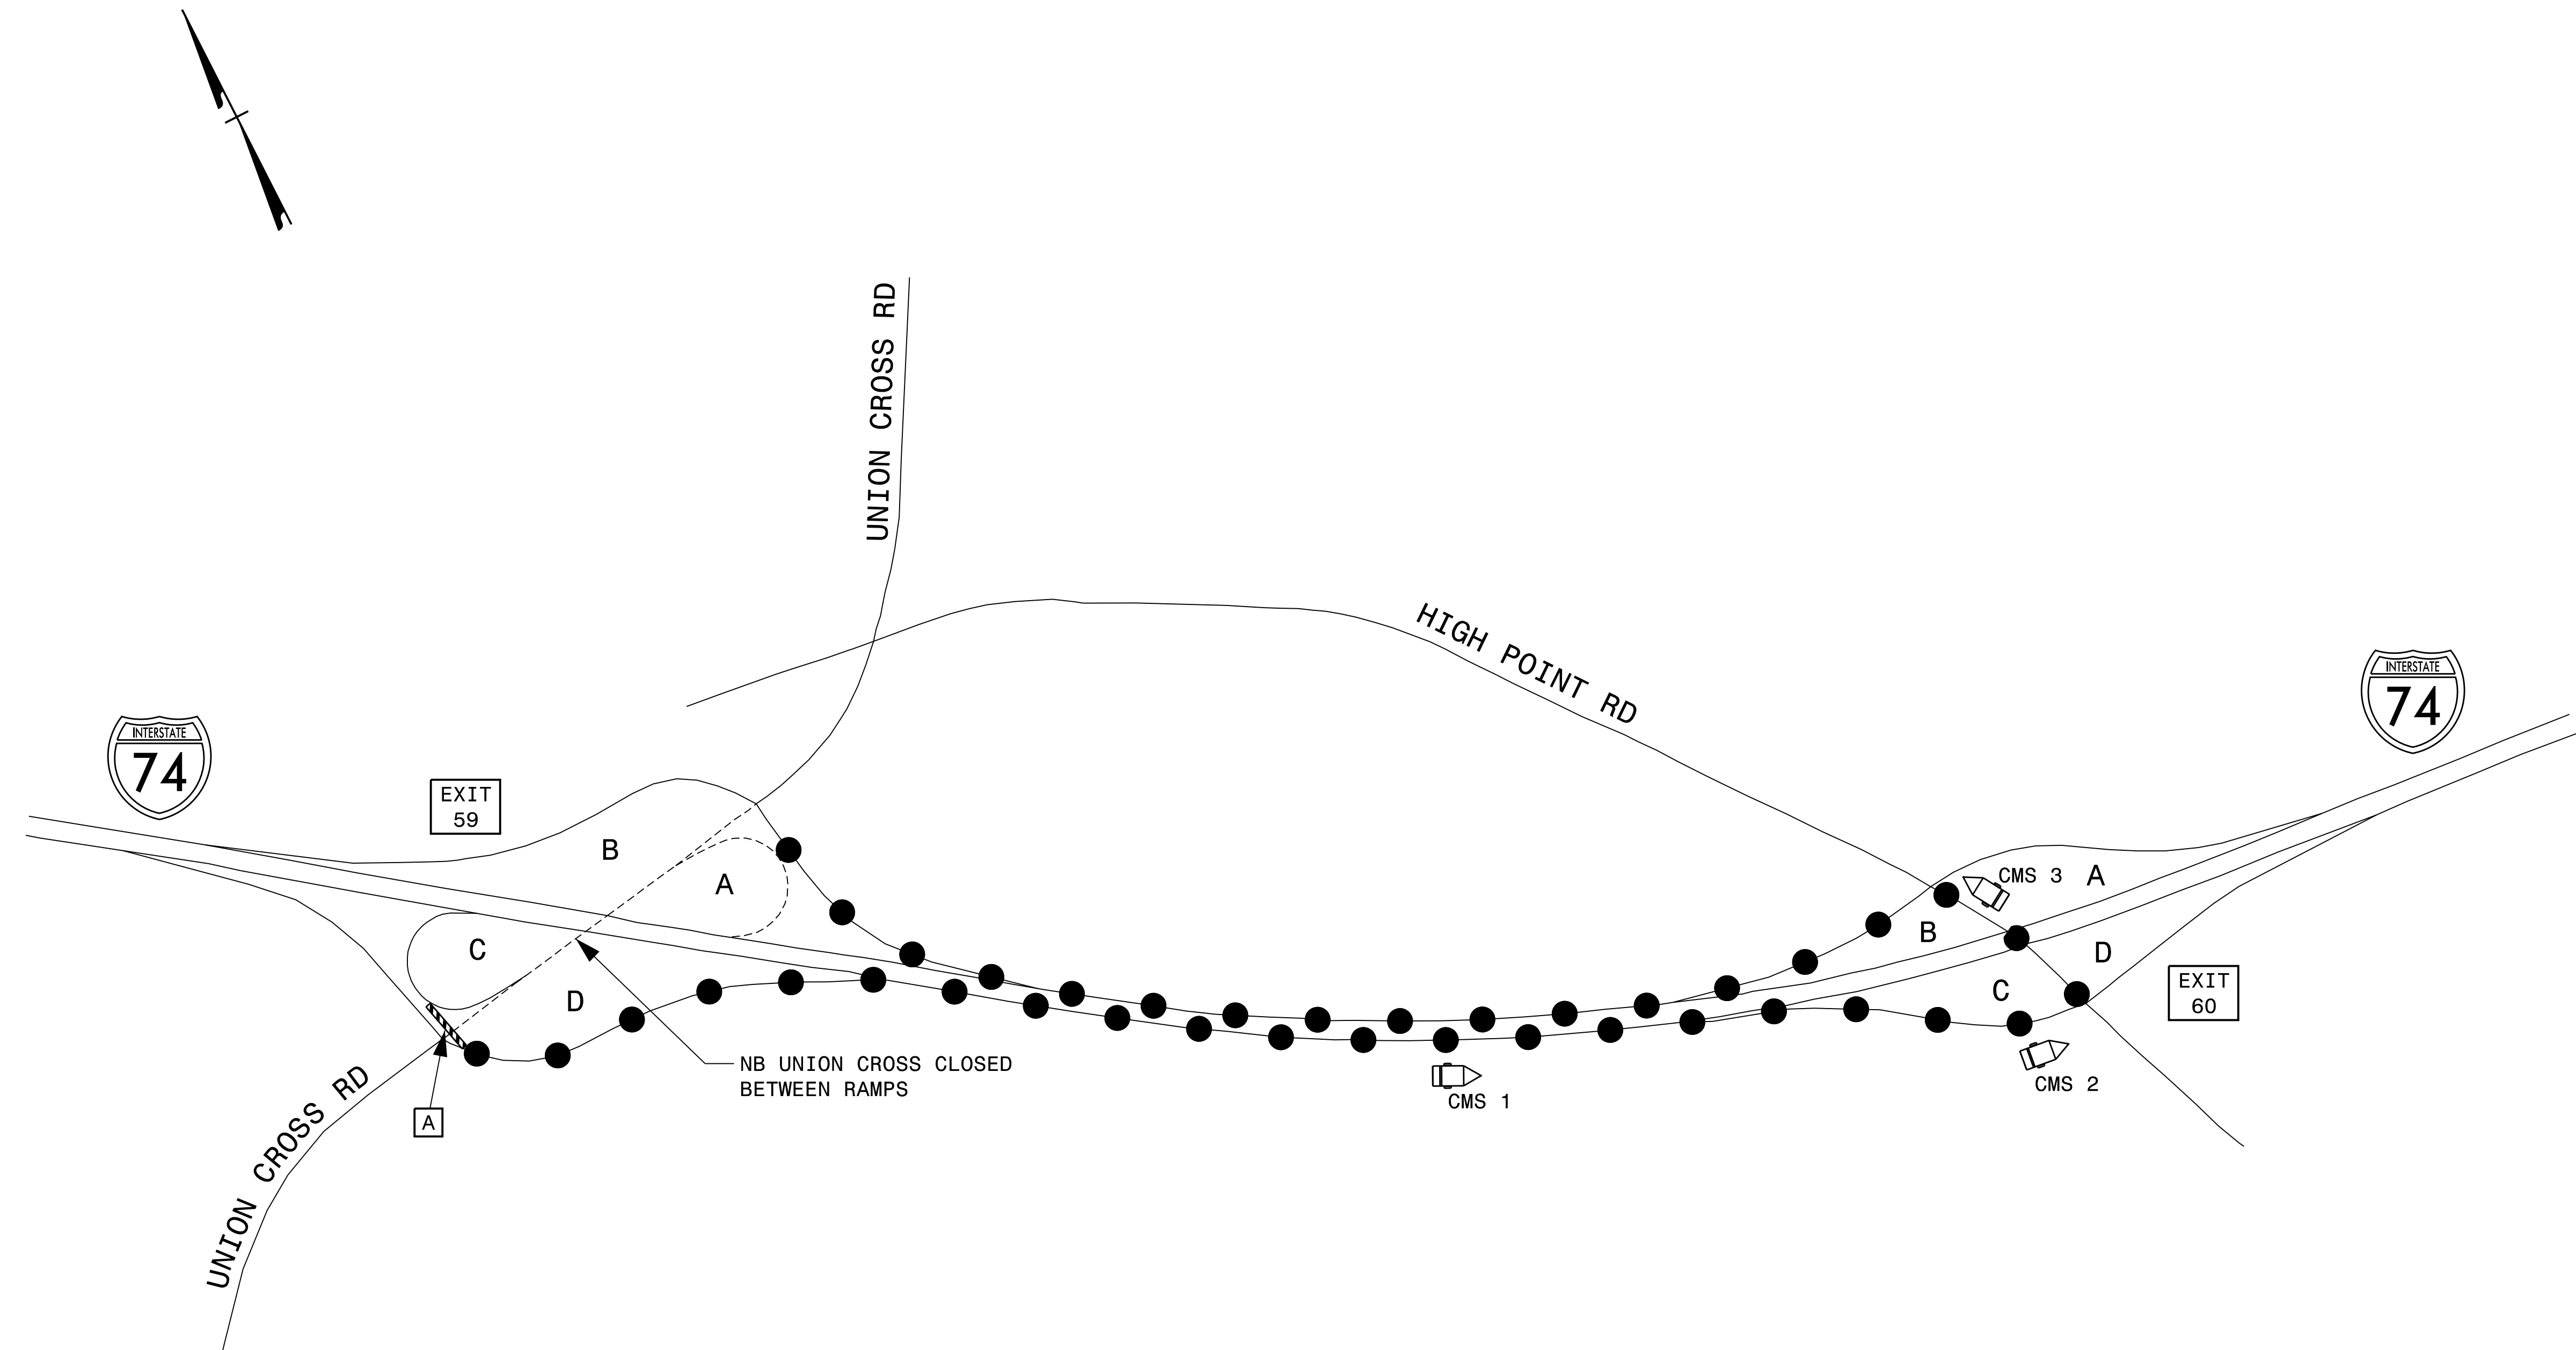 UNION CROSS RD
HIGH POINT RD
INTERSTATE
74
INTERSTATE
74
EXIT
59
B
A
C
D
CMS 3
A
B
D
C
EXIT
60
NB UNION CROSS CLOSED
BETWEEN RAMPS
CMS 1
CMS 2
A
UNION CROSS RD